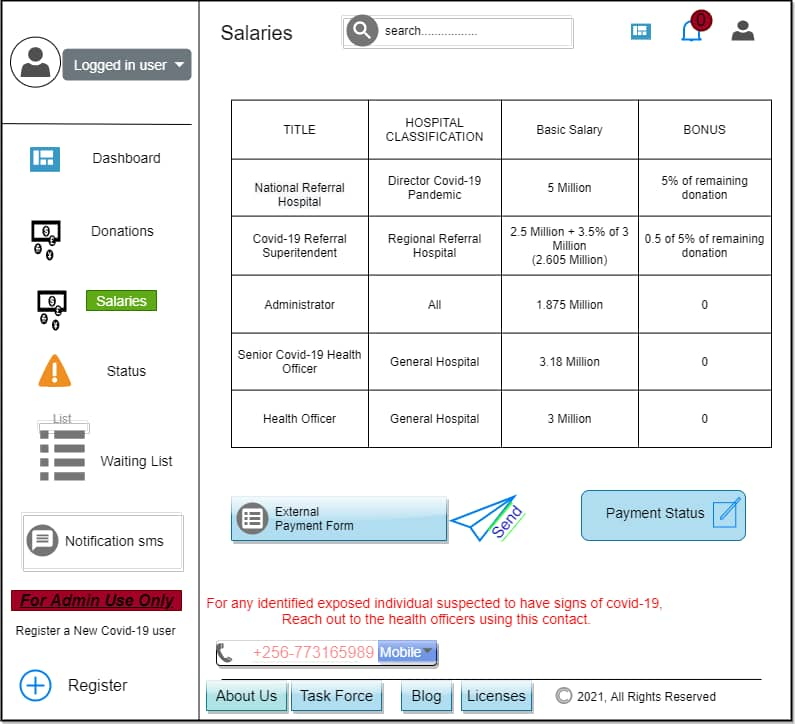 Salaries
search.................
0
Logged in user
Dashboard
Donations
Salaries
Status
List
Waiting List
Notification sms
For Admin Use Only
Register a New Covid-19 user
Register
TITLE
HOSPITAL
CLASSIFICATION
Basic Salary
BONUS
National Referral
Hospital
Director Covid-19
Pandemic
5 Million
5% of remaining
donation
Covid-19 Referral
Superitendent
Regional Referral
Hospital
2.5 Million + 3.5% of 3
Million
(2.605 Million)
0.5 of 5% of remaining
donation
Administrator
All
1.875 Million
0
Senior Covid-19 Health
Officer
General Hospital
3.18 Million
0
Health Officer
General Hospital
3 Million
0
External
Payment Form
Send
Payment Status
For any identified exposed individual suspected to have signs of covid-19,
Reach out to the health officers using this contact.
+256-773165989 Mobile
About Us
Task Force
Blog
Licenses
© 2021, All Rights Reserved